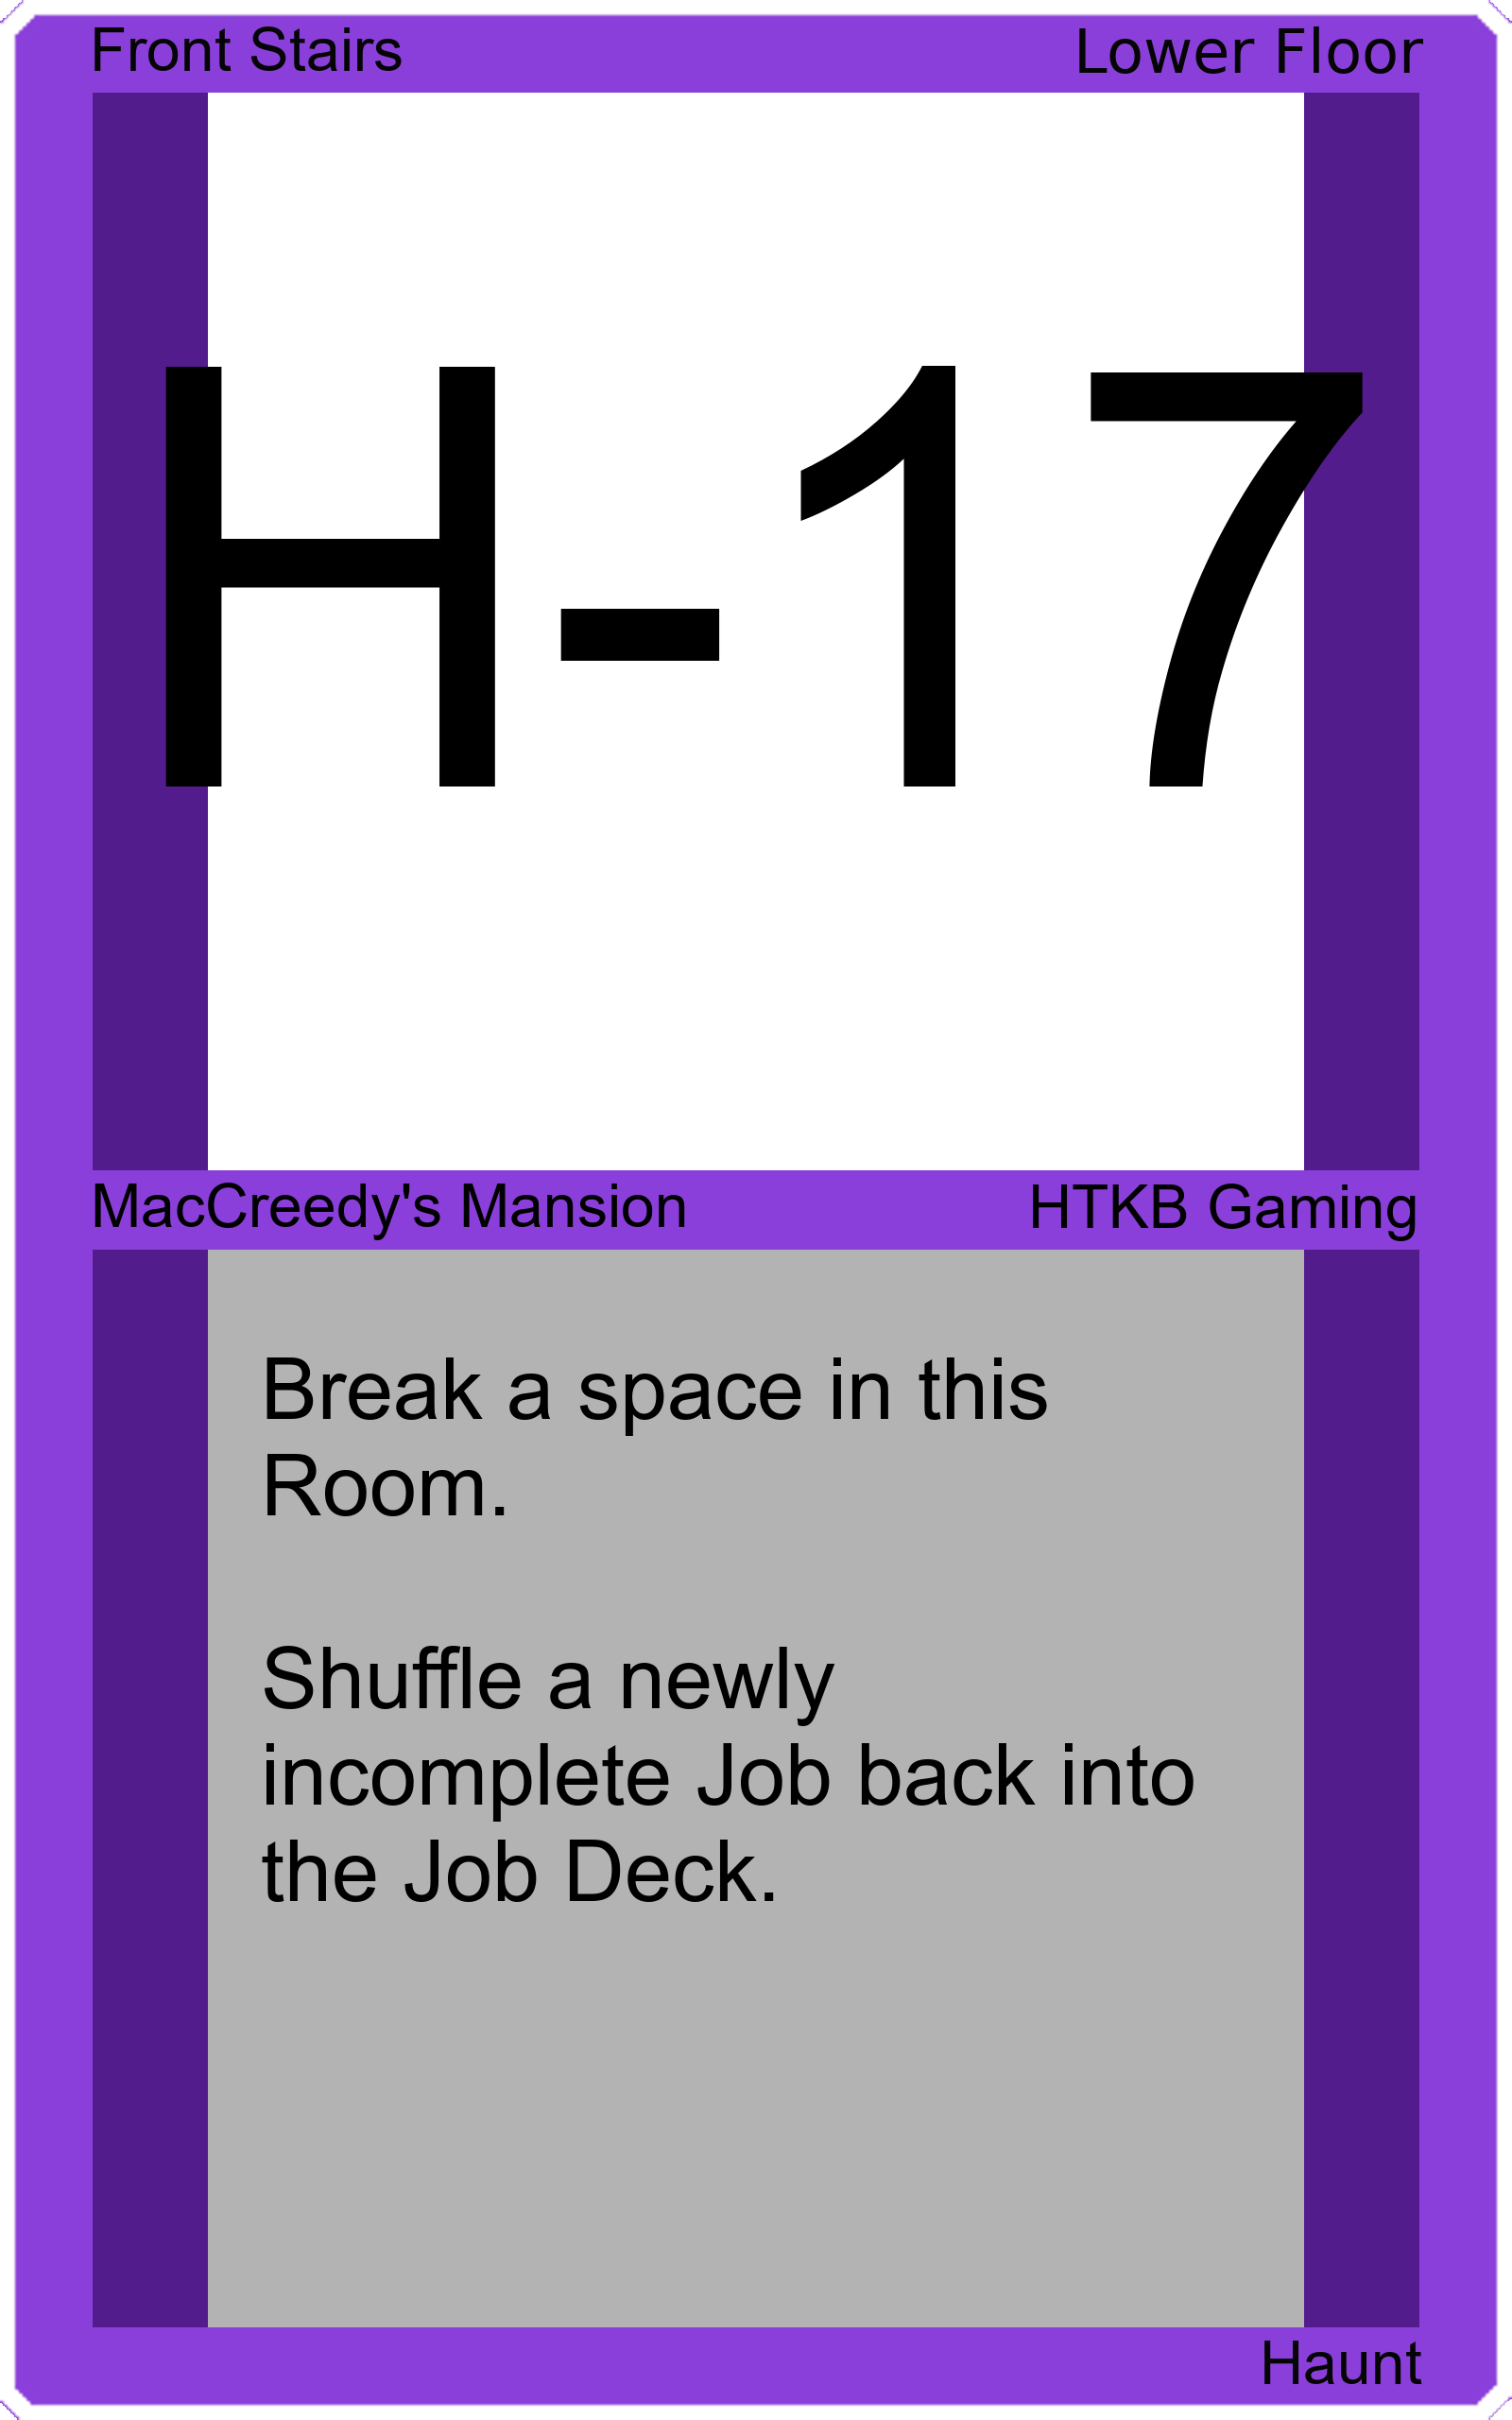 Front Stairs
Lower Floor
H-17
MacCreedy's Mansion
HTKB Gaming
Break a space in this
Room.
Shuffle a newly
incomplete Job back into
the Job Deck.
Haunt